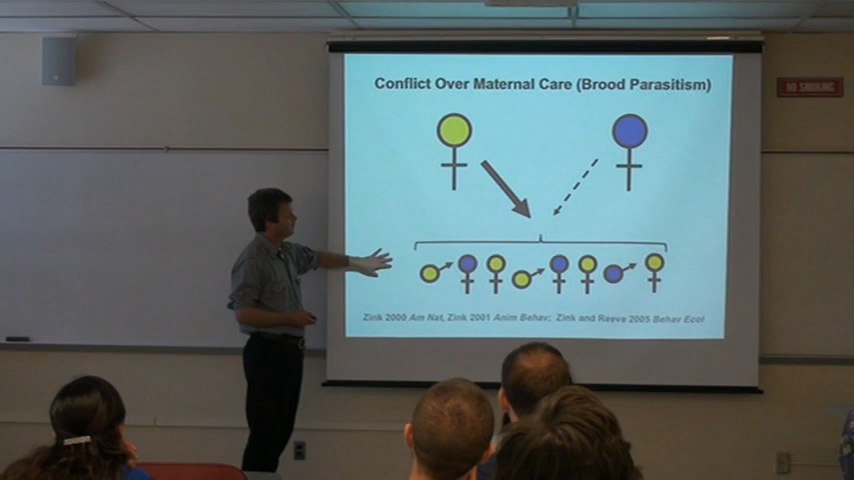 Conflict Over Maternal Care (Brood Parasitism)
NO SMOKING
Zink 2000 Am Nat, Zink 2001 Anim Behav; Zink and Reeve 2005 Behav Ecol